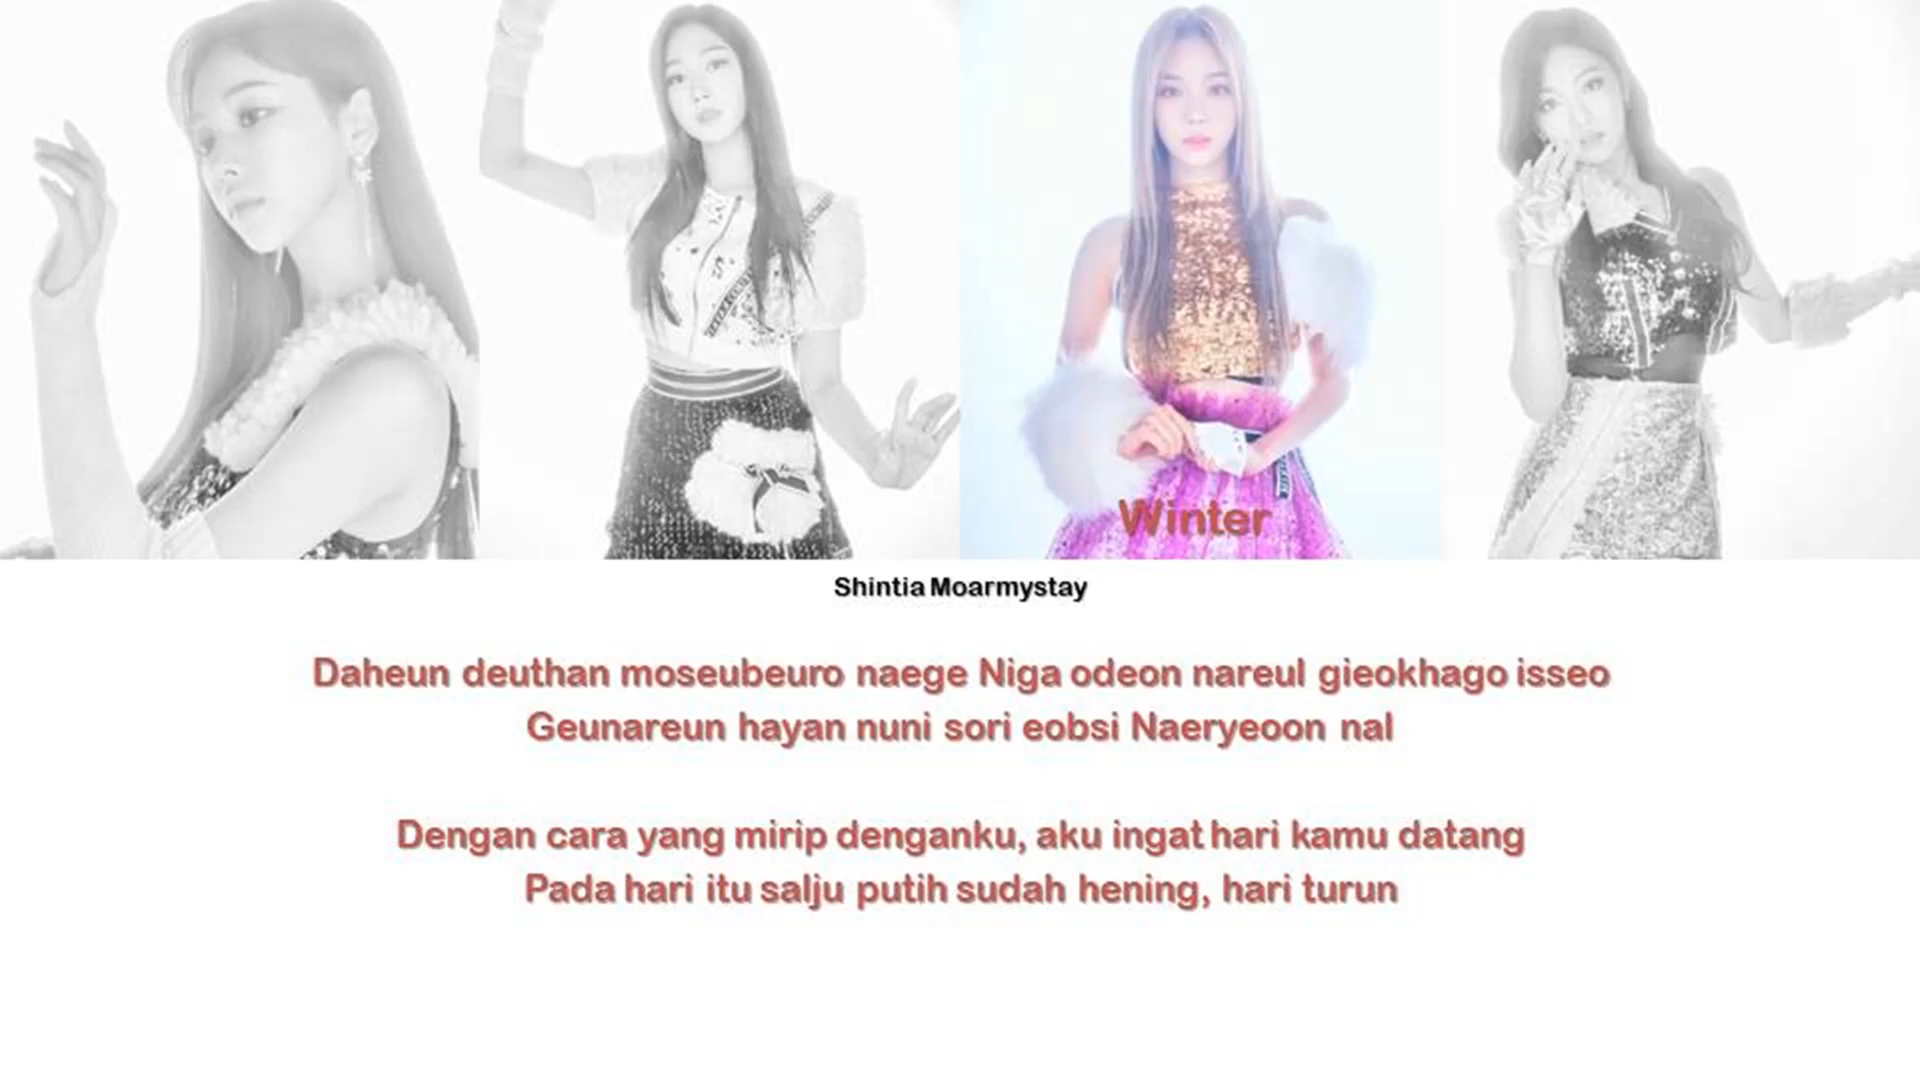 Winter
Shintia Moarmystay
Daheun deuthan moseubeuro naege Niga odeon nareul gieokhago isseo
Geunareun hayan nuni sori eobsi Naeryeoon nal
Dengan cara yang mirip denganku, aku ingat hari kamu datang
Pada hari itu salju putih sudah hening, hari turun